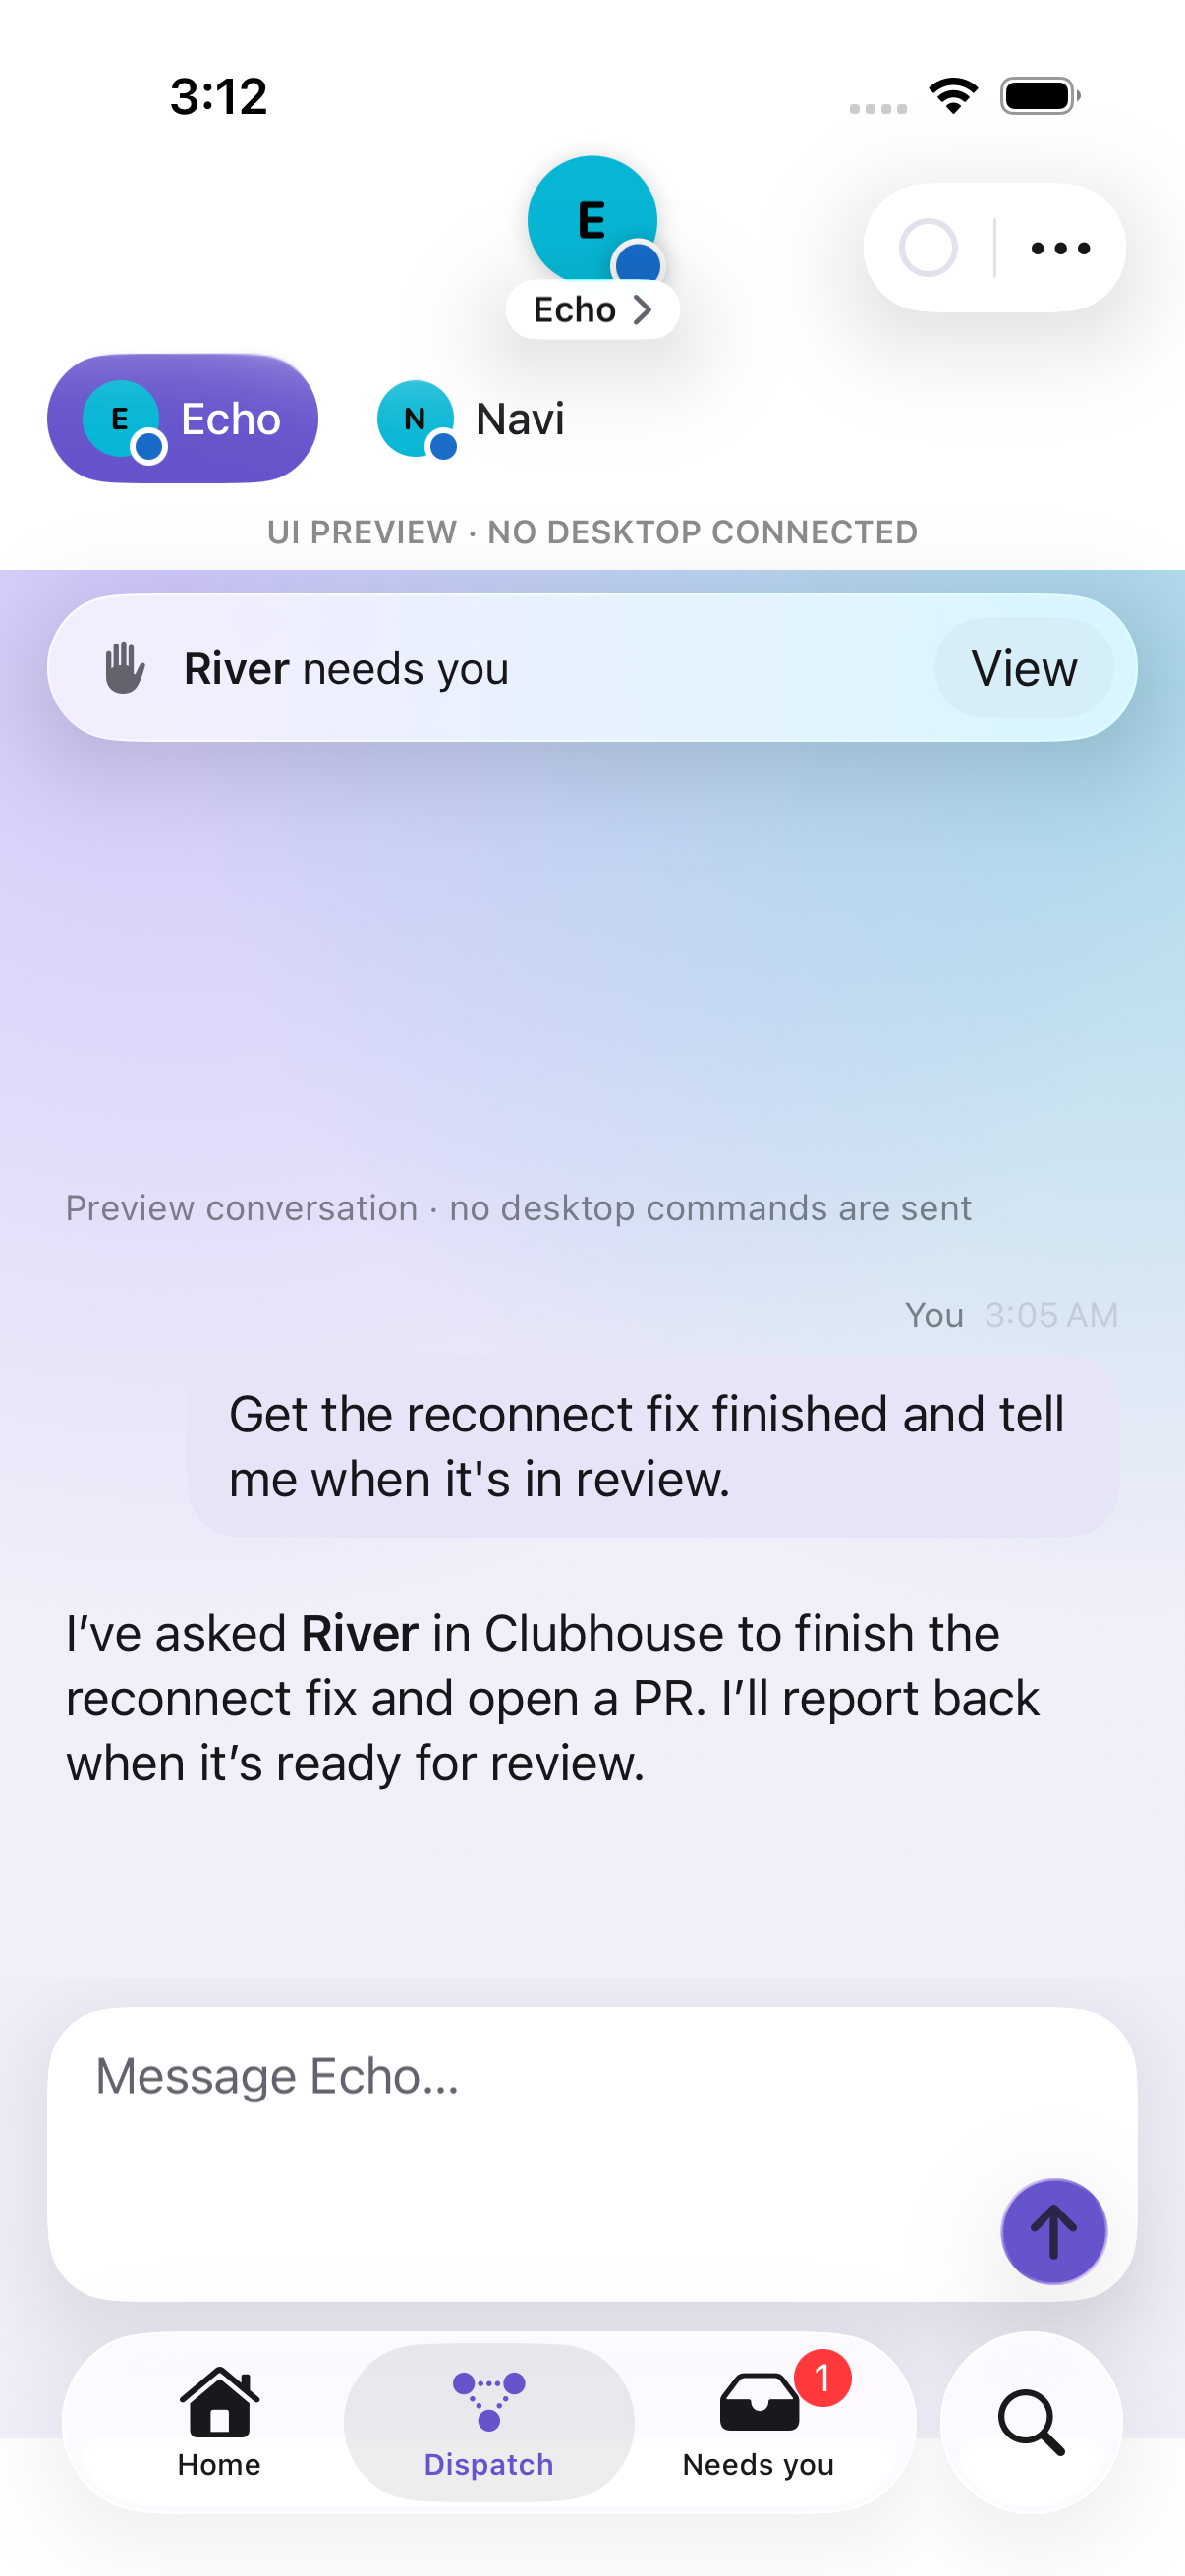 3:12
E
Echo
E Echo
N Navi
UI PREVIEW · NO DESKTOP CONNECTED
River needs you
View
Preview conversation · no desktop commands are sent
You 3:05 AM
Get the reconnect fix finished and tell
me when it's in review.
I’ve asked River in Clubhouse to finish the
reconnect fix and open a PR. I’ll report back
when it’s ready for review.
Message Echo...
1
Home
Dispatch
Needs you